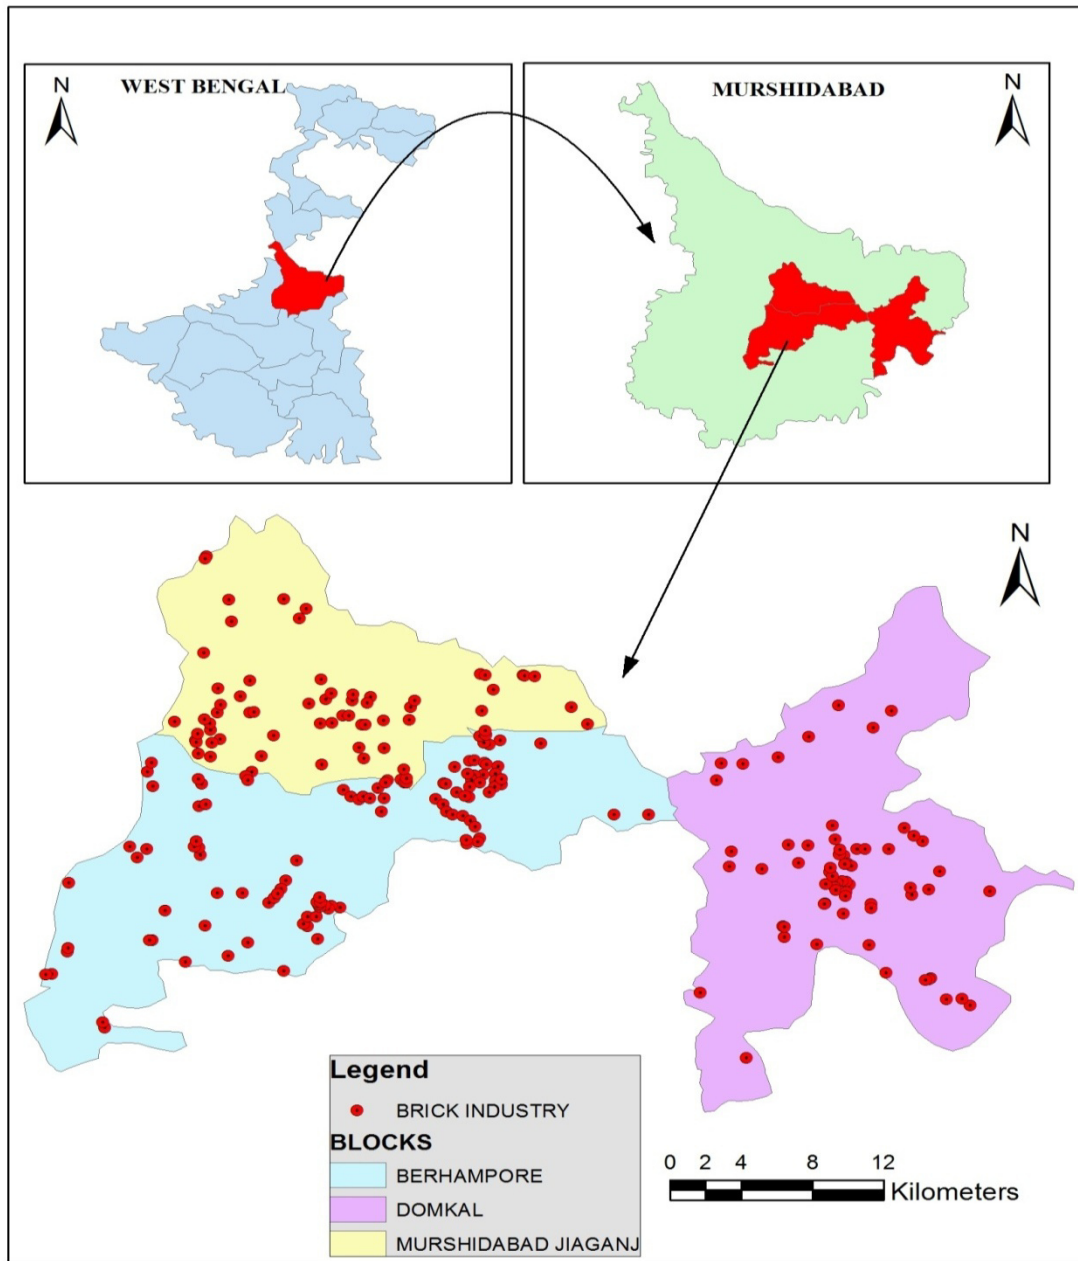 WEST BENGAL
N
MURSHIDABAD
N
N
Legend
BRICK INDUSTRY
BLOCKS
BERHAMPORE
DOMKAL
MURSHIDABAD JIAGANJ
0 2 4 8 12
Kilometers